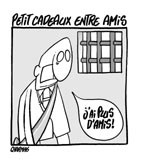 PETIT CADEAUX ENTRE AMIS
J'AI PLUS
D'AMIS!